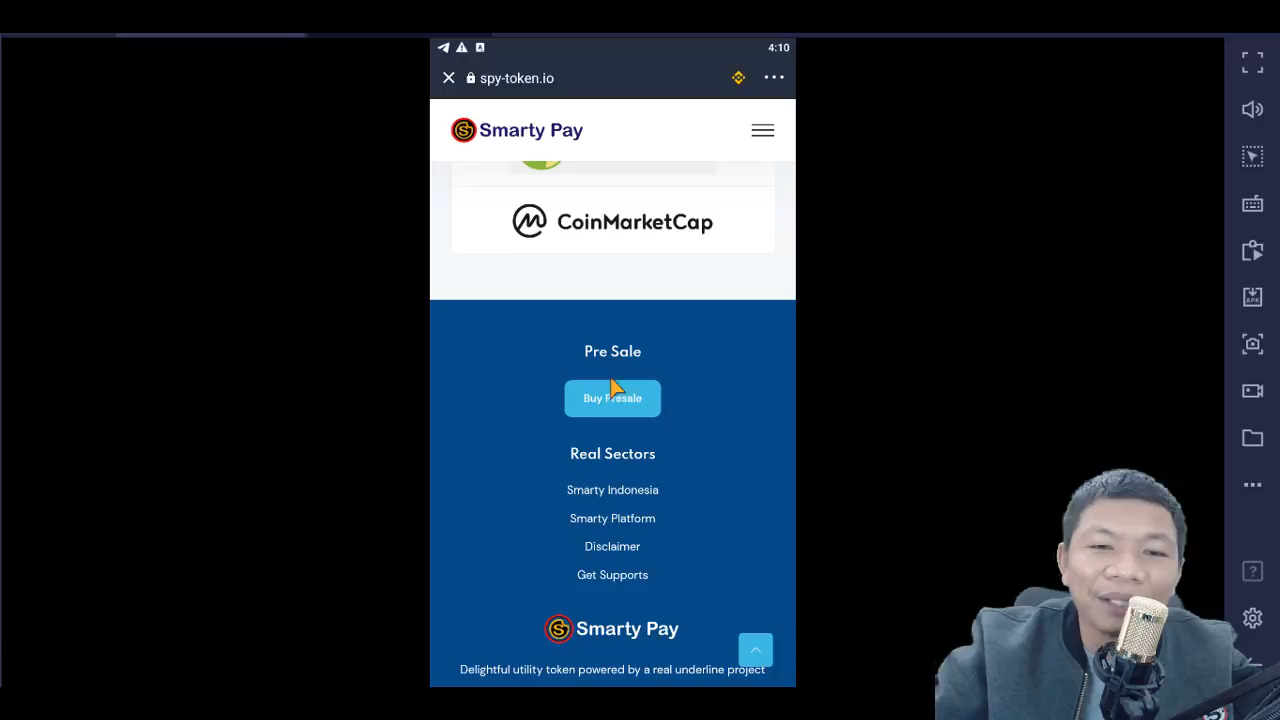 4:10
spy-token.io
Smarty Pay
CoinMarketCap
Pre Sale
Buy Presale
Real Sectors
Smarty Indonesia
Smarty Platform
Disclaimer
Get Supports
Smarty Pay
Delightful utility token powered by a real underline project
APK